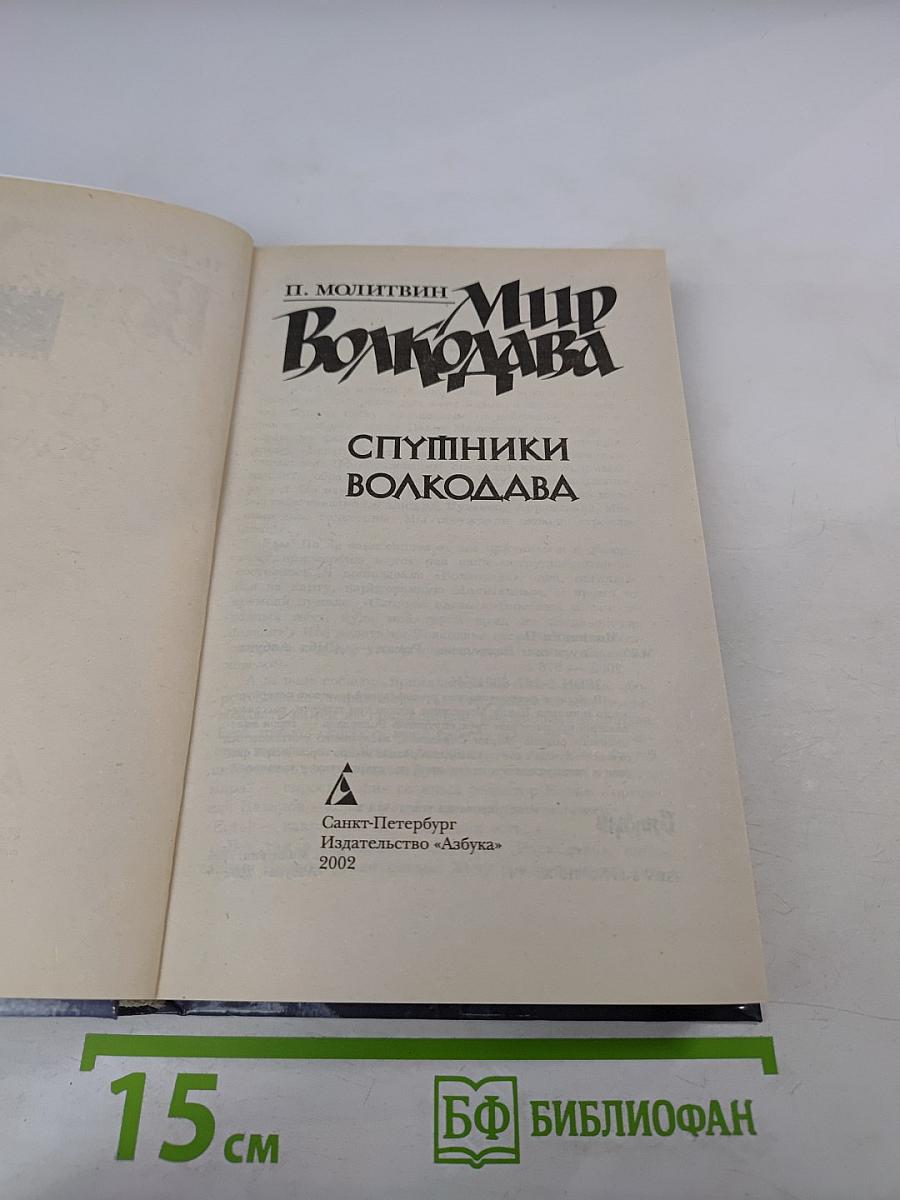 П. МОЛИТВИН
Мир
Волкодава
СПУТНИКИ
ВОЛКОДАВА
Санкт-Петербург
Издательство «Азбука»
2002
15 см
БФ БИБЛИОФАН